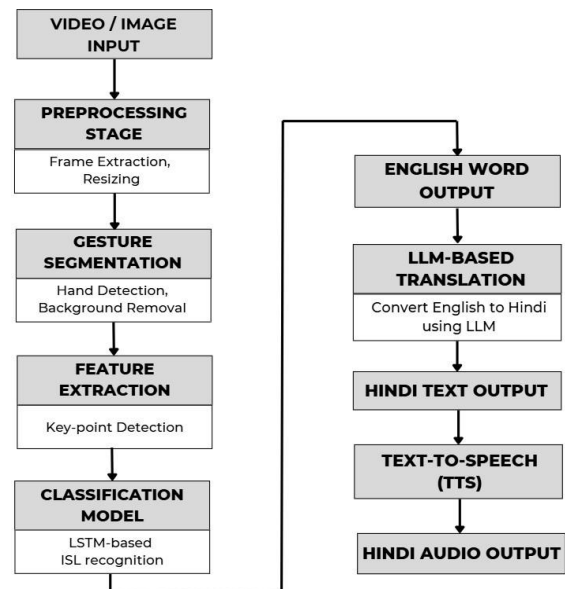 VIDEO / IMAGE
INPUT
PREPROCESSING
STAGE
Frame Extraction,
Resizing
GESTURE
SEGMENTATION
Hand Detection,
Background Removal
FEATURE
EXTRACTION
Key-point Detection
CLASSIFICATION
MODEL
LSTM-based
ISL recognition
ENGLISH WORD
OUTPUT
LLM-BASED
TRANSLATION
Convert English to Hindi
using LLM
HINDI TEXT OUTPUT
TEXT-TO-SPEECH
(TTS)
HINDI AUDIO OUTPUT